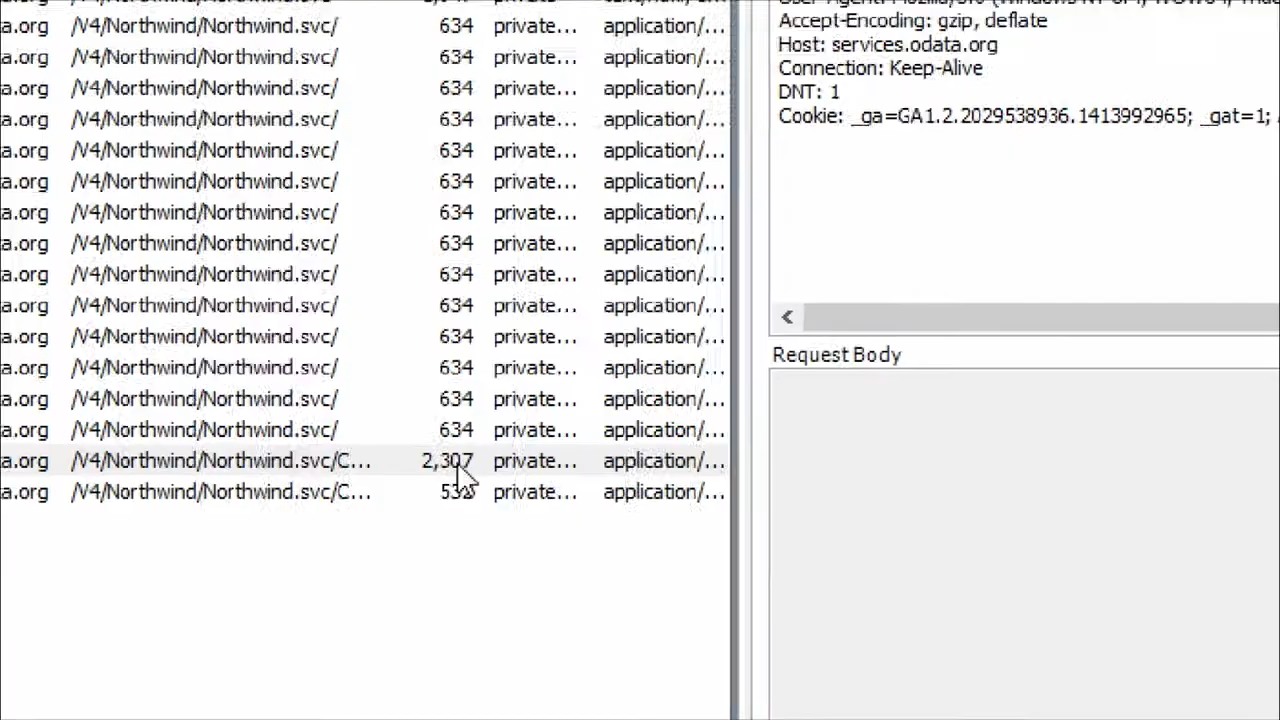 a.org /V4/Northwind/Northwind.svc/ 634 private... application/...
a.org /V4/Northwind/Northwind.svc/ 634 private... application/...
a.org /V4/Northwind/Northwind.svc/ 634 private... application/...
a.org /V4/Northwind/Northwind.svc/ 634 private... application/...
a.org /V4/Northwind/Northwind.svc/ 634 private... application/...
a.org /V4/Northwind/Northwind.svc/ 634 private... application/...
a.org /V4/Northwind/Northwind.svc/ 634 private... application/...
a.org /V4/Northwind/Northwind.svc/ 634 private... application/...
a.org /V4/Northwind/Northwind.svc/ 634 private... application/...
a.org /V4/Northwind/Northwind.svc/ 634 private... application/...
a.org /V4/Northwind/Northwind.svc/ 634 private... application/...
a.org /V4/Northwind/Northwind.svc/ 634 private... application/...
a.org /V4/Northwind/Northwind.svc/ 634 private... application/...
a.org /V4/Northwind/Northwind.svc/ 634 private... application/...
a.org /V4/Northwind/Northwind.svc/C... 2,307 private... application/...
a.org /V4/Northwind/Northwind.svc/C... private... application/...
Accept-Encoding: gzip, deflate
Host: services.odata.org
Connection: Keep-Alive
DNT: 1
Cookie: _ga=GA1.2.2029538936.1413992965; _gat=1;
Request Body